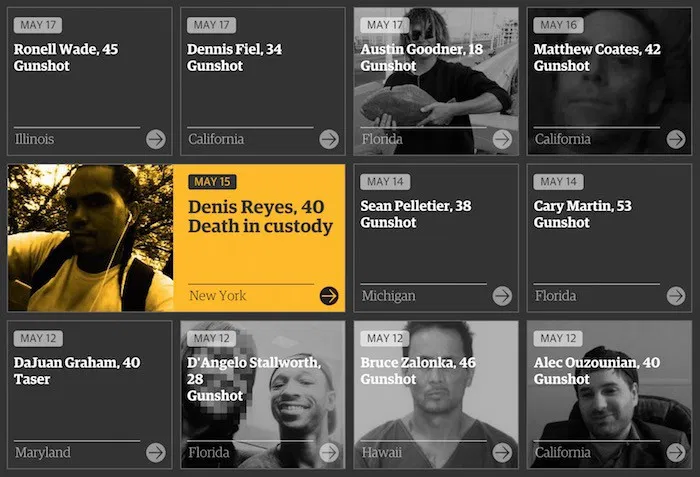 MAY 17
Ronell Wade, 45
Gunshot
Illinois
MAY 17
Dennis Fiel, 34
Gunshot
California
MAY 17
Austin Goodner, 18
Gunshot
Florida
MAY 16
Matthew Coates, 42
Gunshot
California
MAY 15
Denis Reyes, 40
Death in custody
New York
MAY 14
Sean Pelletier, 38
Gunshot
Michigan
MAY 14
Cary Martin, 53
Gunshot
Florida
MAY 12
DaJuan Graham, 40
Taser
Maryland
MAY 12
D'Angelo Stallworth,
28
Gunshot
Florida
MAY 12
Bruce Zalonka, 46
Gunshot
Hawaii
MAY 12
Alec Ouzounian, 40
Gunshot
California